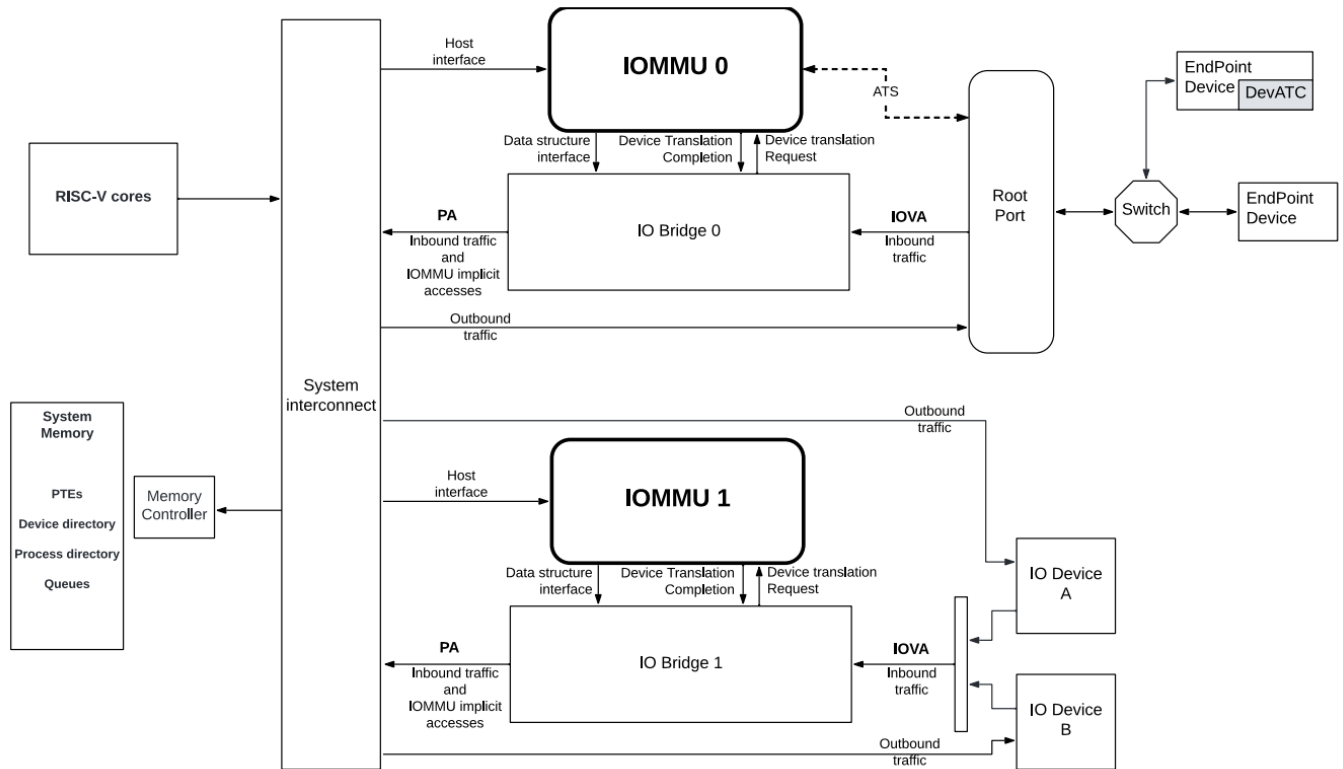 Host
interface
IOMMU 0
ATS
EndPoint
Device
DevATC
Data structure
interface
Device Translation
Completion
Device translation
Request
RISC-V cores
PA
Inbound traffic
and
IOMMU implicit
accesses
IO Bridge 0
IOVA
Inbound
traffic
Root
Port
Switch
EndPoint
Device
Outbound
traffic
System
interconnect
System
Memory
PTEs
Device directory
Process directory
Queues
Memory
Controller
Outbound
traffic
Host
interface
IOMMU 1
Data structure
interface
Device Translation
Completion
Device translation
Request
IO Device
A
PA
Inbound traffic
and
IOMMU implicit
accesses
IO Bridge 1
IOVA
Inbound
traffic
IO Device
B
Outbound
traffic